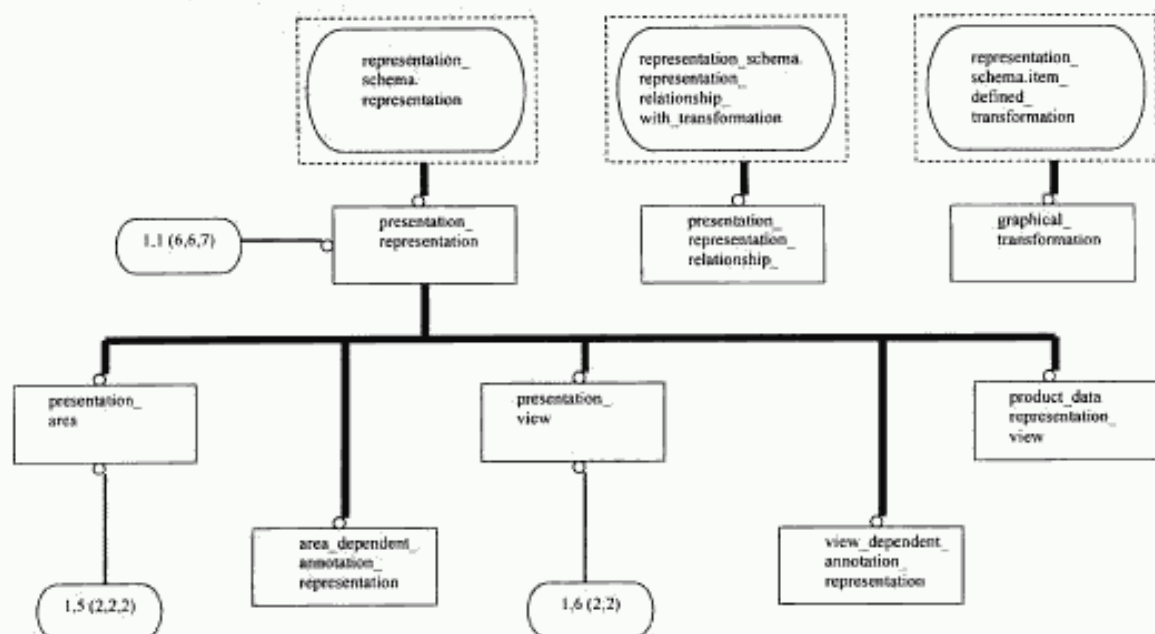 representation_
schema.
representation
representation_schema.
representation_
relationship_
with_transformation
representation_
schema.item_
defined_
transformation
1,1 (6,6,7)
presentation_
representation
presentation_
representation_
relationship_
graphical_
transformation
presentation_
area
presentation_
view
product_data
representation_
view
area_dependent_
annotation_
representation
view_dependent_
annotation_
representation
1,5 (2,2,2)
1,6 (2,2)